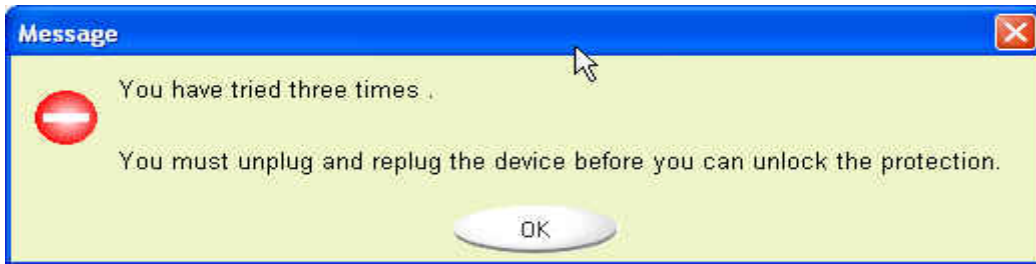 Message
You have tried three times .
You must unplug and replug the device before you can unlock the protection.
OK